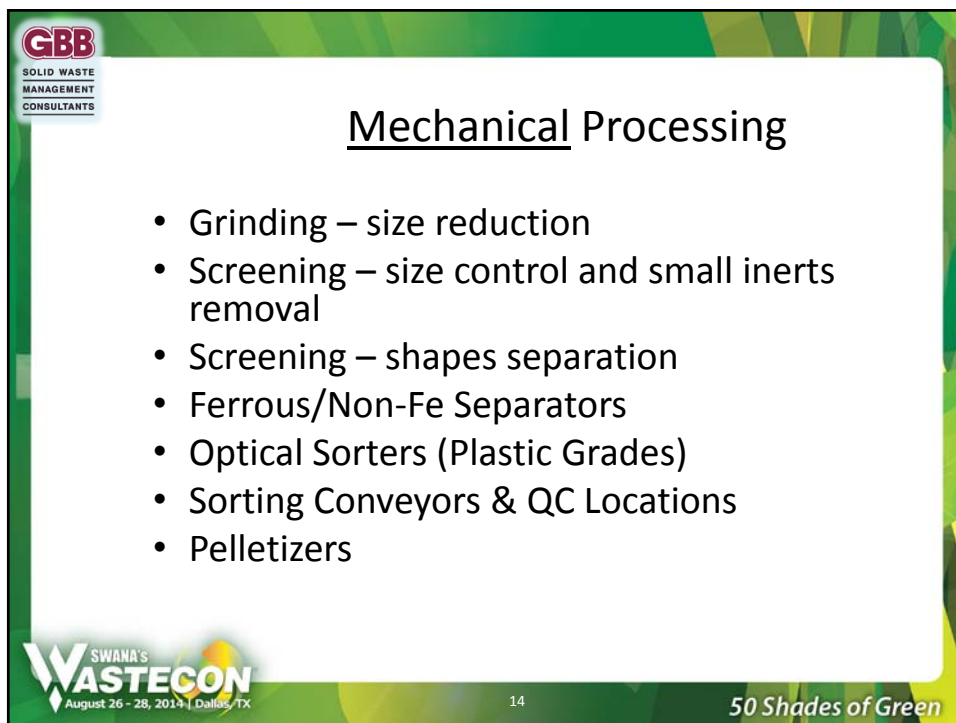 GBB
SOLID WASTE
MANAGEMENT
CONSULTANTS
Mechanical Processing
• Grinding – size reduction
• Screening – size control and small inerts
removal
• Screening – shapes separation
• Ferrous/Non-Fe Separators
• Optical Sorters (Plastic Grades)
• Sorting Conveyors & QC Locations
• Pelletizers
SWANA's
WASTECON
August 26 - 28, 2014 | Dallas, TX
14
50 Shades of Green